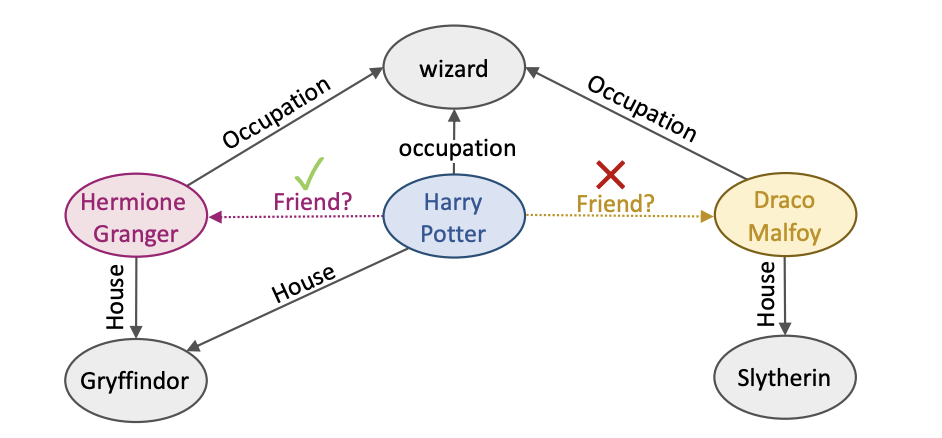 wizard
Occupation
Occupation
occupation
Hermione
Granger
Friend?
Harry
Potter
Friend?
Draco
Malfoy
House
House
House
Gryffindor
Slytherin